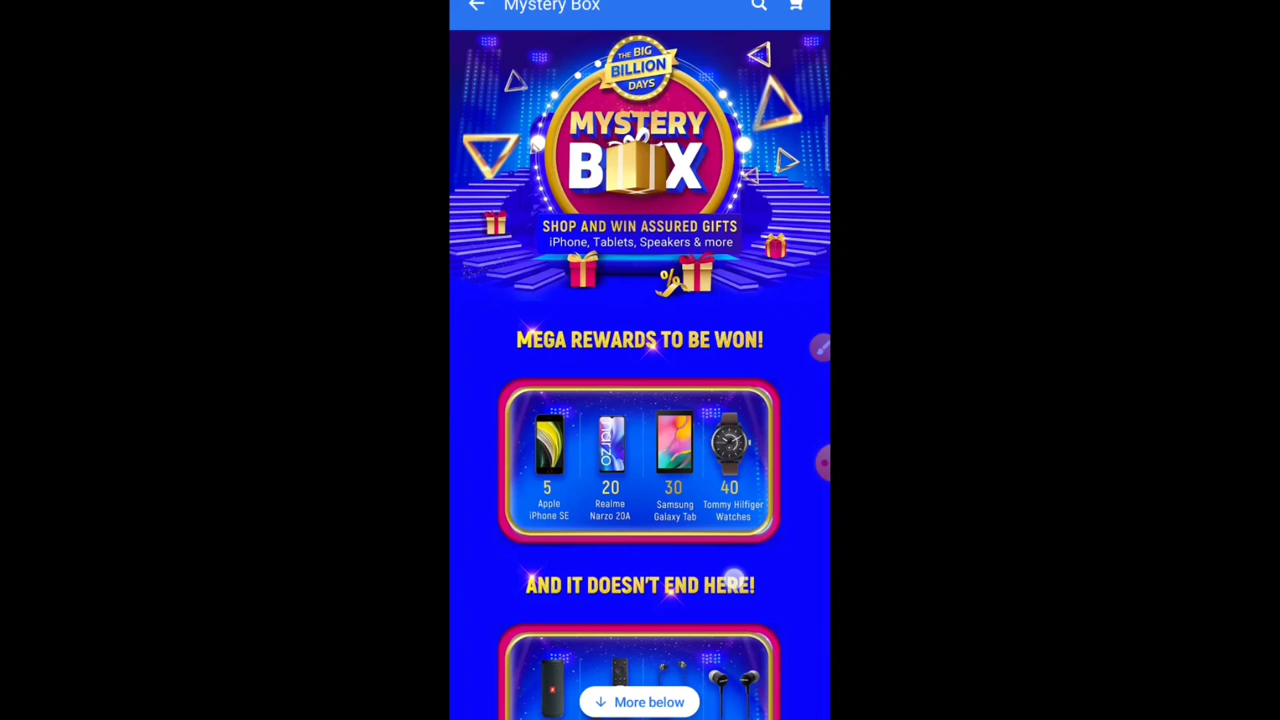 Mystery Box
THE BIG
BILLION
DAYS
MYSTERY
BOX
SHOP AND WIN ASSURED GIFTS
iPhone, Tablets, Speakers & more
%
MEGA REWARDS TO BE WON!
narzo
5 20 30 40
Apple Realme Samsung Tommy Hilfiger
iPhone SE Narzo 20A Galaxy Tab Watches
AND IT DOESN'T END HERE!
More below